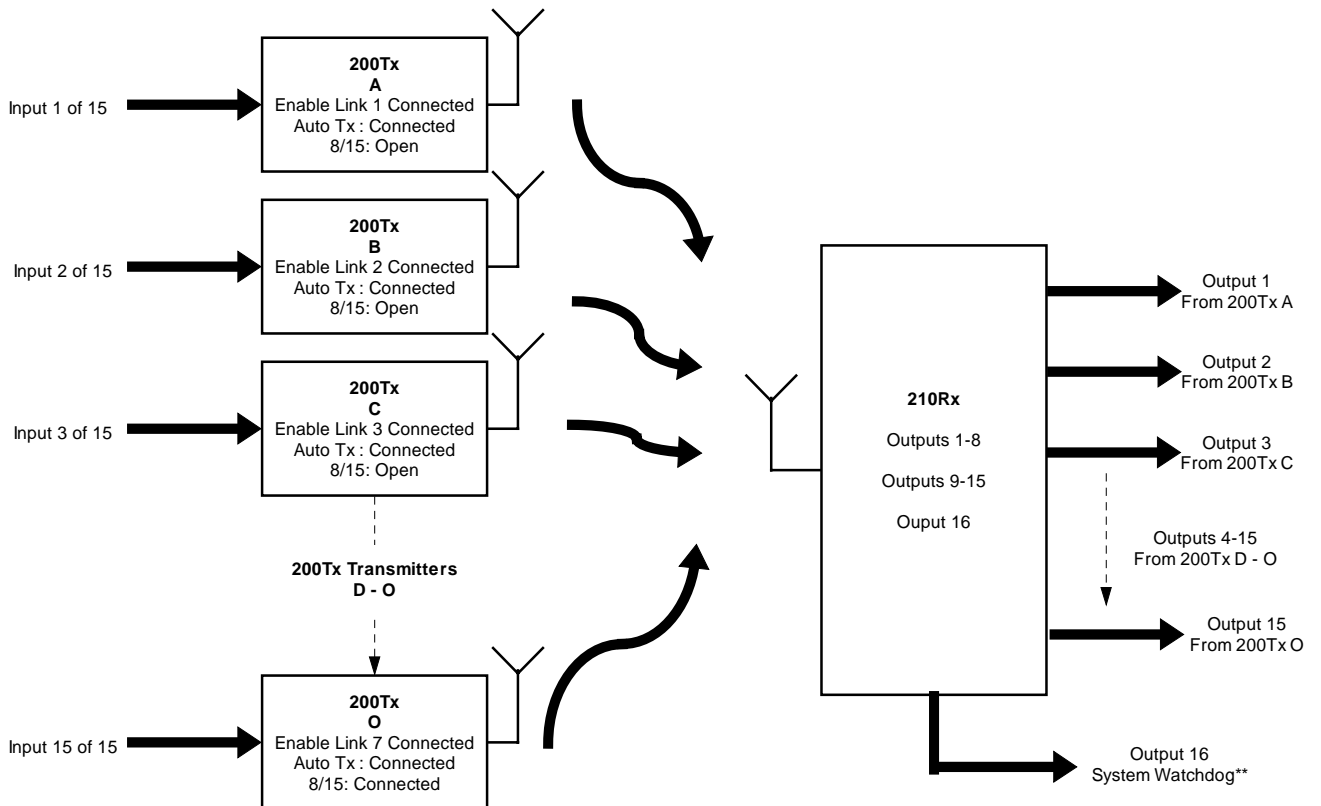 Input 1 of 15
200Tx
A
Enable Link 1 Connected
Auto Tx : Connected
8/15: Open
Input 2 of 15
200Tx
B
Enable Link 2 Connected
Auto Tx : Connected
8/15: Open
Input 3 of 15
200Tx
C
Enable Link 3 Connected
Auto Tx : Connected
8/15: Open
200Tx Transmitters
D - O
Input 15 of 15
200Tx
O
Enable Link 7 Connected
Auto Tx : Connected
8/15: Connected
210Rx
Outputs 1-8
Outputs 9-15
Ouput 16
Output 1
From 200Tx A
Output 2
From 200Tx B
Output 3
From 200Tx C
Outputs 4-15
From 200Tx D - O
Output 15
From 200Tx O
Output 16
System Watchdog**